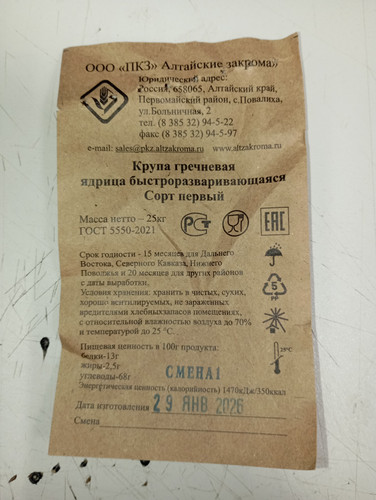 ООО «ПКЗ» Алтайские закрома»
Юридический адрес:
Россия, 658065, Алтайский край,
Первомайский район, с.Повалиха,
ул.Больничная, 2
тел. (8 385 32) 94-5-22
факс (8 385 32) 94-5-97
e-mail: sales@pkz.altzakroma.ru www.altzakroma.ru
Крупа гречневая
ядрица быстроразваривающаяся
Сорт первый
Масса нетто – 25кг
ГОСТ 5550-2021
РСТ
EAC
Срок годности - 15 месяцев для Дальнего
Востока, Северного Кавказа, Нижнего
Поволжья и 20 месяцев для других районов
с даты выработки.
Условия хранения: хранить в чистых, сухих,
хорошо вентилируемых, не зараженных
вредителями хлебных запасов помещениях,
с относительной влажностью воздуха до 70%
и температурой до 25 °C.
5
PP
Пищевая ценность в 100г продукта:
белки-13г
жиры-2,5г
углеводы-68г
СМЕНА1
Энергетическая ценность (калорийность) 1470кДж/350ккал
Дата изготовления 29 ЯНВ 2026
Смена